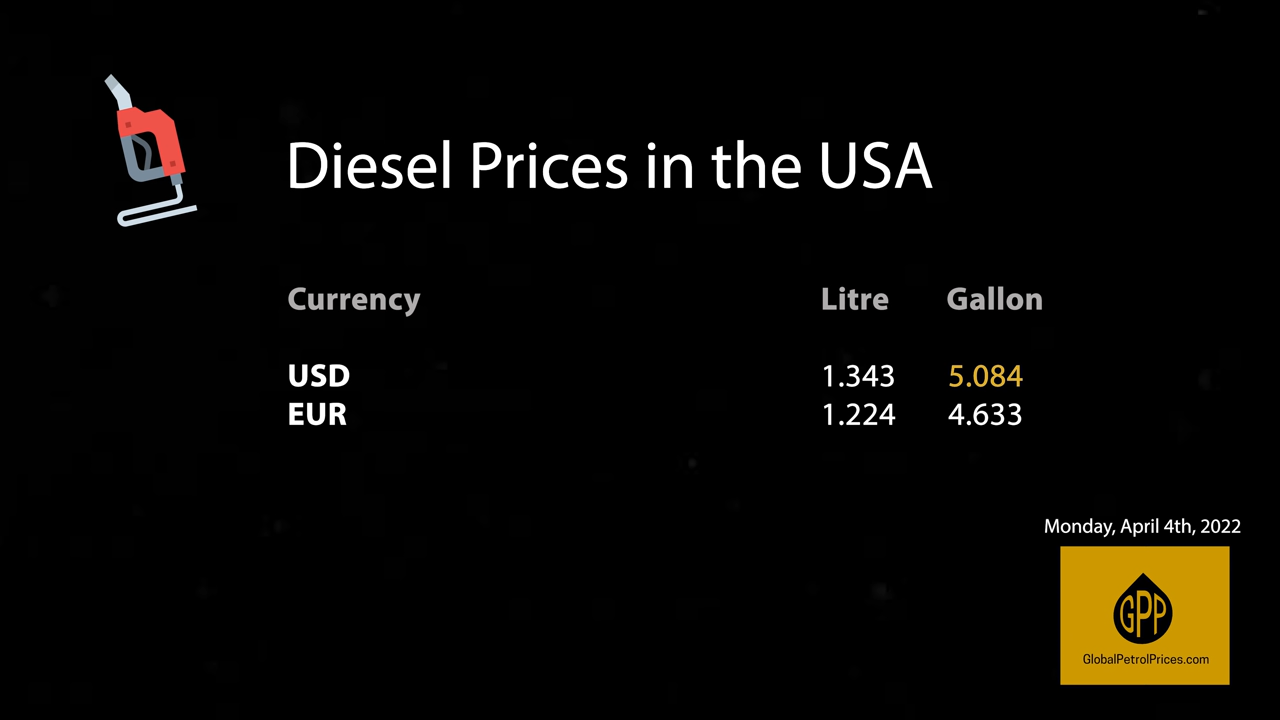 Diesel Prices in the USA
Currency Litre Gallon
USD 1.343 5.084
EUR 1.224 4.633
Monday, April 4th, 2022
GPP
GlobalPetrolPrices.com